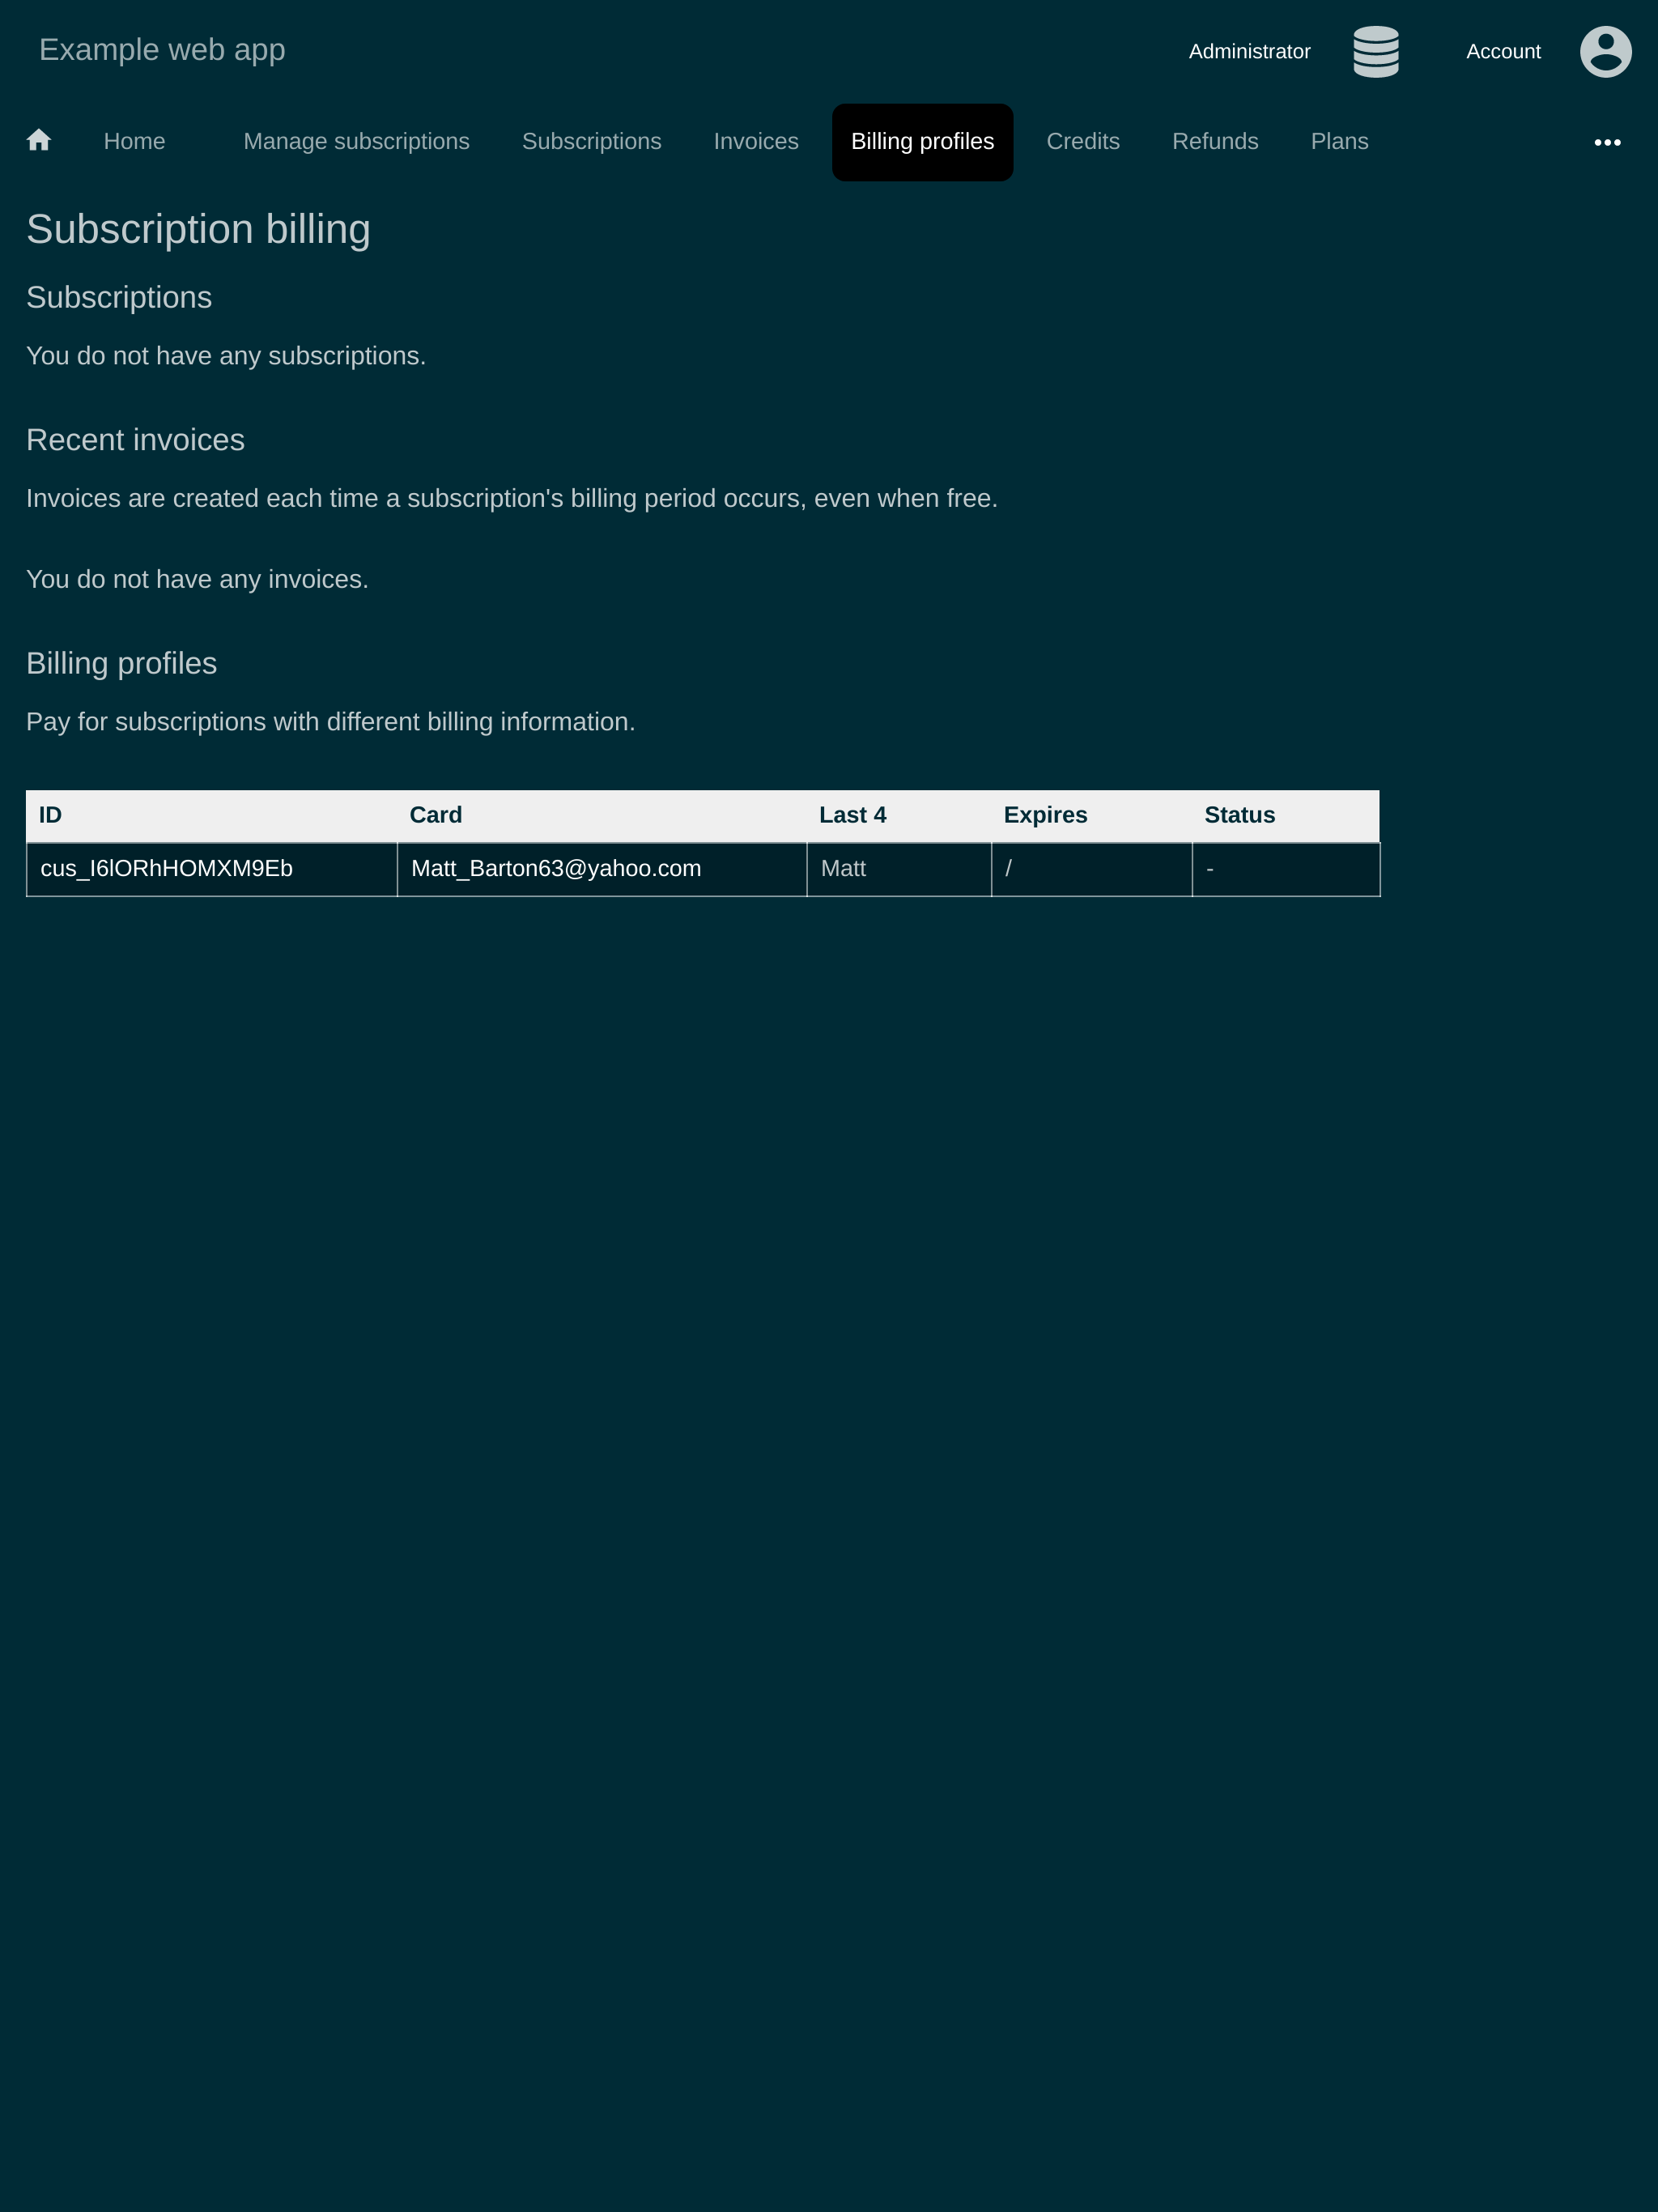 Example web app
Administrator
Account
Home Manage subscriptions Subscriptions Invoices Billing profiles Credits Refunds Plans
Subscription billing
Subscriptions
You do not have any subscriptions.
Recent invoices
Invoices are created each time a subscription's billing period occurs, even when free.
You do not have any invoices.
Billing profiles
Pay for subscriptions with different billing information.
ID Card Last 4 Expires Status
cus_I6lORhHOMXM9Eb Matt_Barton63@yahoo.com Matt / -